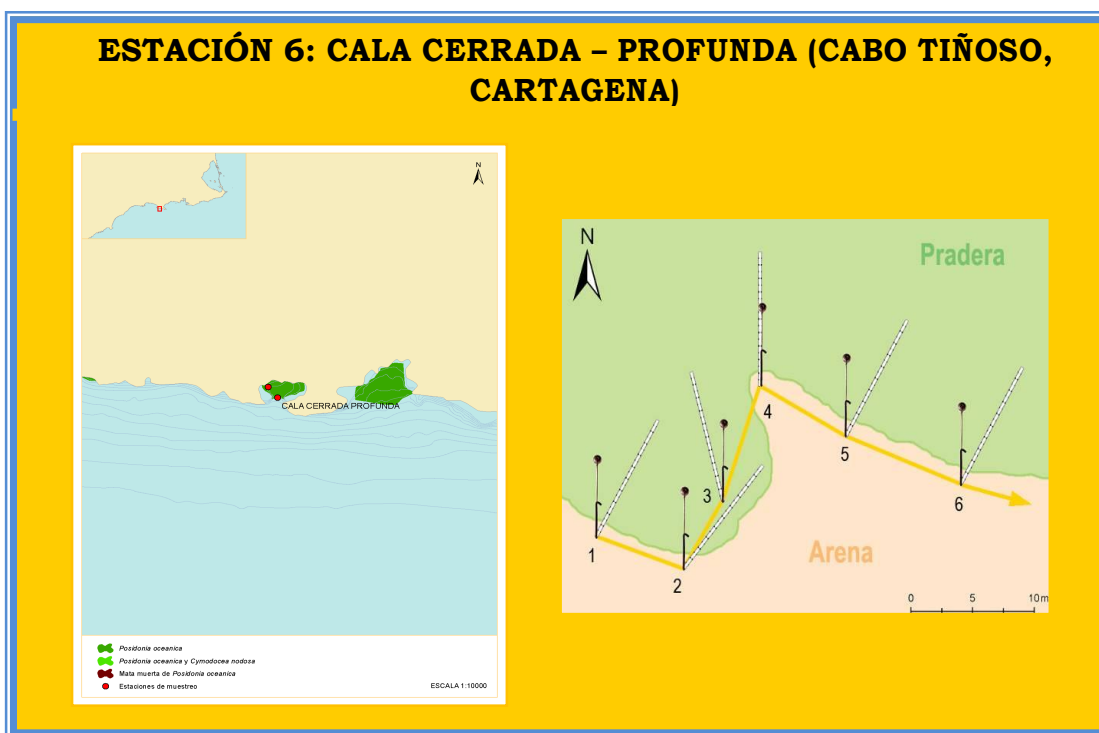 ESTACIÓN 6: CALA CERRADA – PROFUNDA (CABO TIÑOSO,
CARTAGENA)
N
CALA CERRADA PROFUNDA
Posidonia oceanica
Posidonia oceanica y Cymodocea nodosa
Mata muerta de Posidonia oceanica
Estaciones de muestreo
ESCALA 1:10000
N
Pradera
4
5
3
6
1
Arena
2
0 5 10m